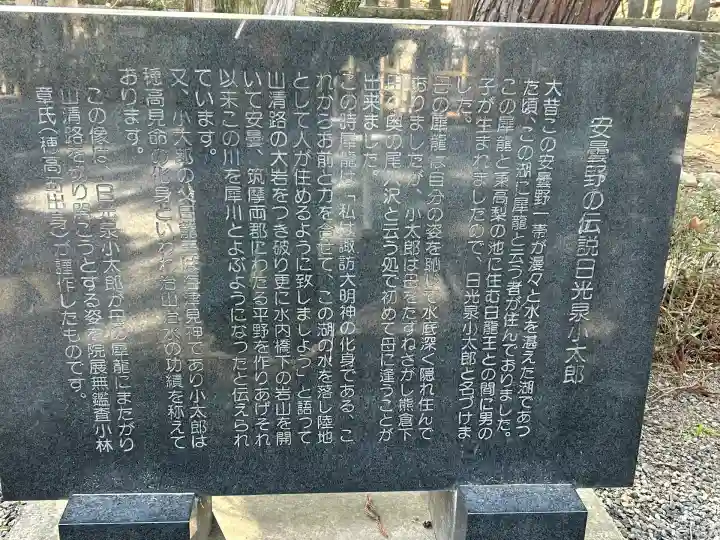 安曇野の伝説日光泉小太郎
大昔この安曇野一帯が漫々と水を湛えた湖であつ
た頃、この湖に犀龍と云う者が住んでおりました。
この犀龍と東高梨の池に住む白龍王との間に男の
子が生まれましたので、日光泉小太郎と名づけま
した。
この犀龍は自分の姿を恥じて水底深く隠れ住んで
ありましたが、小太郎は母をたずねさがし熊倉下
田の奥の尾ノ沢と云う処で初めて母に逢うことが
出来ました。
この時犀龍は「私は諏訪大明神の化身である、こ
れからお前と力を合せて、この湖の水を落し陸地
として人が住めるように致しましよう」と語つて
山清路の大岩をつき破り更に水内橋下の岩山を開
いて安曇、筑摩両郡にわたる平野を作りあげそれ
以来この川を犀川とよぶようになつたと伝えられ
ています。
又、小太郎の父白龍王は海津見神であり小太郎は
穂高見命の化身といわれ治山治水の功績を称えて
おります。
この像は、日光泉小太郎が母の犀龍にまたがり
山清路を切り開こうとする姿を院展無鑑査小林
章氏(穂高町出身)が謹作したものです。